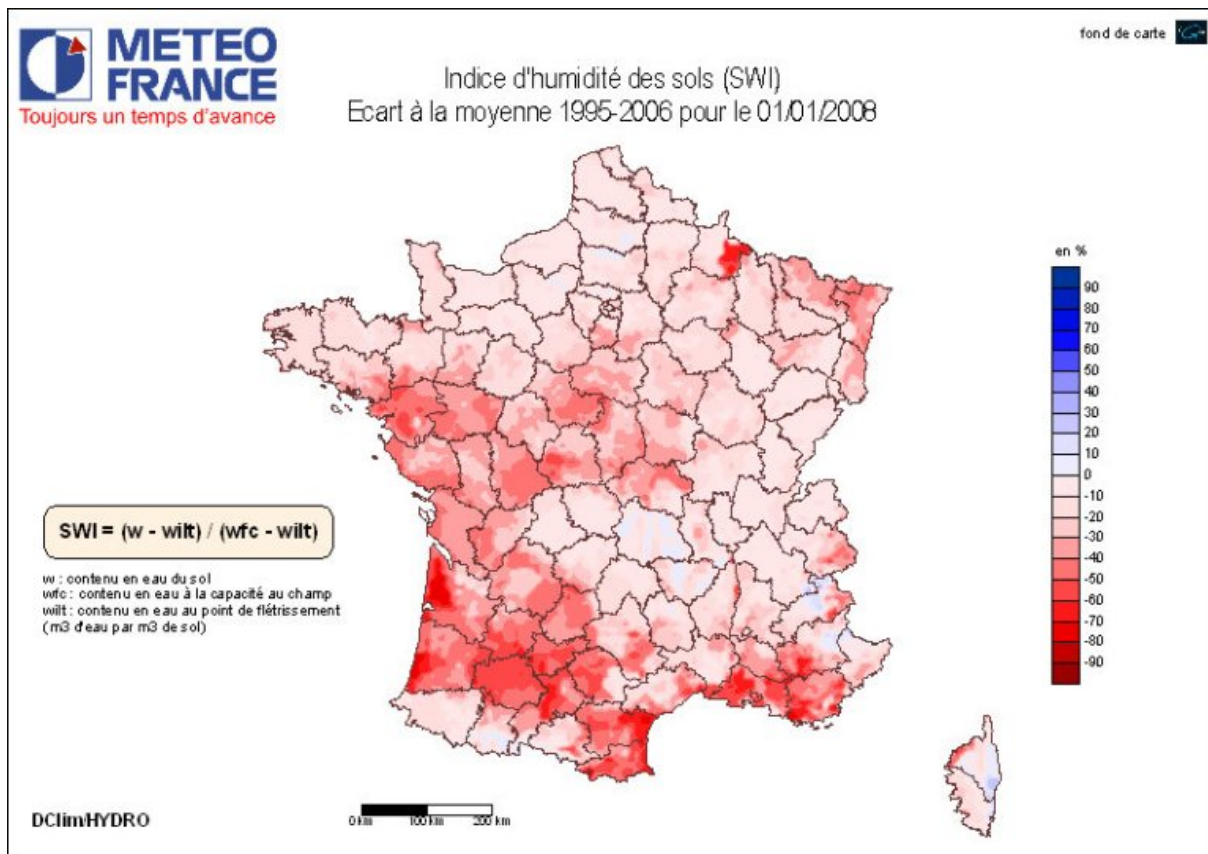 METEO
FRANCE
Toujours un temps d'avance
fond de carte
Indice d'humidité des sols (SWI)
Ecart à la moyenne 1995-2006 pour le 01/01/2008
en %
90
80
70
60
50
40
30
20
10
0
-10
-20
-30
-40
-50
-60
-70
-80
-90
SWI = (w - wilt) / (wfc - wilt)
w : contenu en eau du sol
wfc : contenu en eau à la capacité au champ
wilt : contenu en eau au point de flétrissement
(m3 d'eau par m3 de sol)
DClim/HYDRO
0 km 100 km 200 km